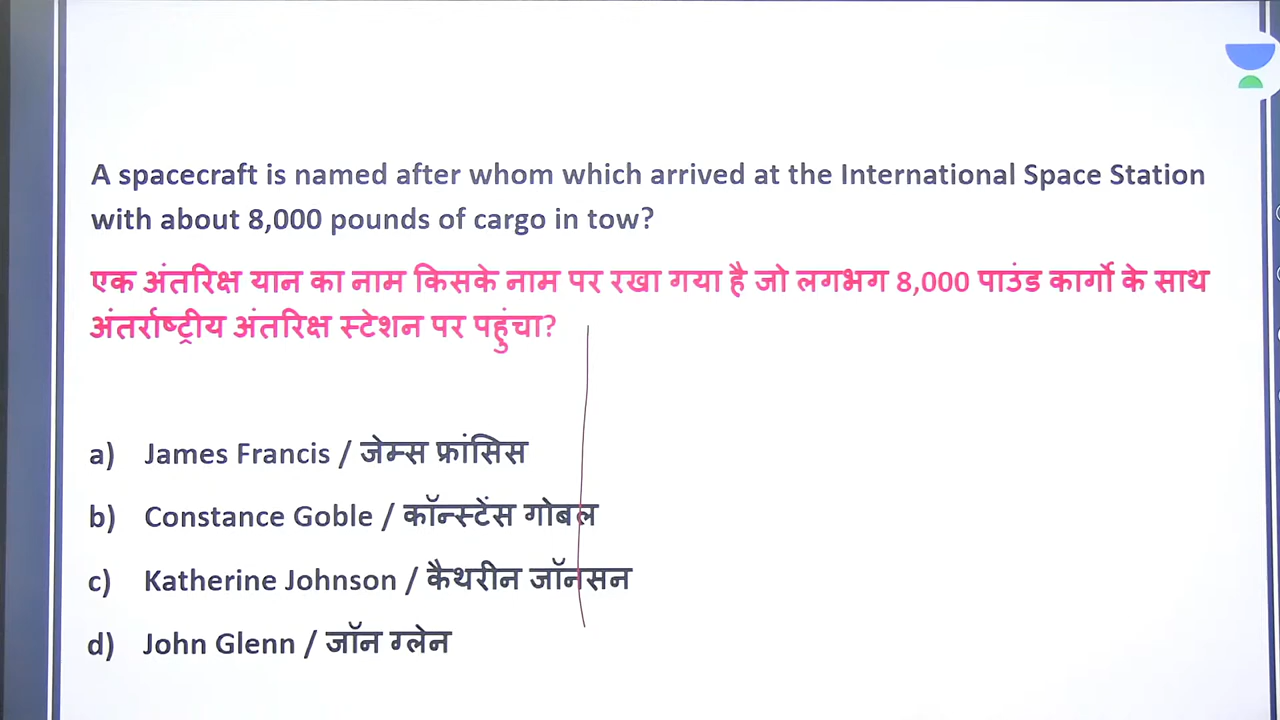 A spacecraft is named after whom which arrived at the International Space Station
with about 8,000 pounds of cargo in tow?
एक अंतरिक्ष यान का नाम किसके नाम पर रखा गया है जो लगभग 8,000 पाउंड कार्गो के साथ
अंतर्राष्ट्रीय अंतरिक्ष स्टेशन पर पहुंचा?
a) James Francis / जेम्स फ्रांसिस
b) Constance Goble / कॉन्स्टेंस गोबल
c) Katherine Johnson / कैथरीन जॉनसन
d) John Glenn / जॉन ग्लेन